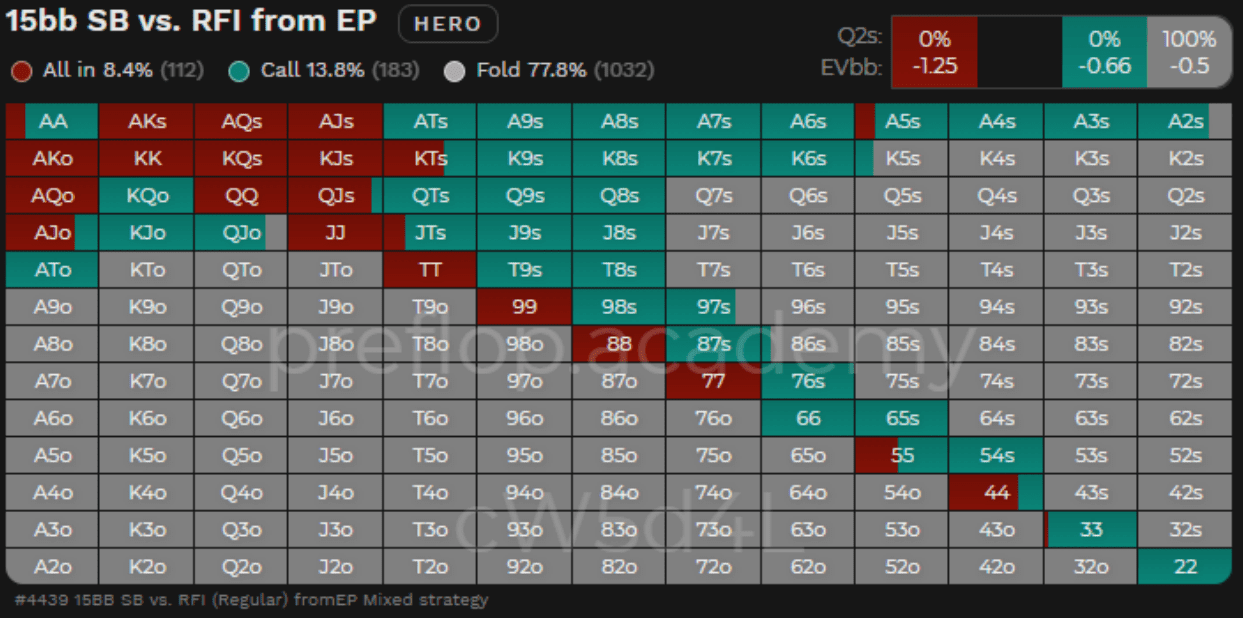 15bb SB vs. RFI from EP HERO
Q2s: 0% 0% 100%
EVbb: -1.25 -0.66 -0.5
All in 8.4% (112) Call 13.8% (183) Fold 77.8% (1032)
AA AKs AQs AJs ATs A9s A8s A7s A6s A5s A4s A3s A2s
AKo KK KQs KJs KTs K9s K8s K7s K6s K5s K4s K3s K2s
AQo KQo QQ QJs QTs Q9s Q8s Q7s Q6s Q5s Q4s Q3s Q2s
AJo KJo QJo JJ JTs J9s J8s J7s J6s J5s J4s J3s J2s
ATo KTo QTo JTo TT T9s T8s T7s T6s T5s T4s T3s T2s
A9o K9o Q9o J9o T9o 99 98s 97s 96s 95s 94s 93s 92s
preflop.academy
A8o K8o Q8o J8o T8o 98o 88 87s 86s 85s 84s 83s 82s
A7o K7o Q7o J7o T7o 97o 87o 77 76s 75s 74s 73s 72s
A6o K6o Q6o J6o T6o 96o 86o 76o 66 65s 64s 63s 62s
A5o K5o Q5o J5o T5o 95o 85o 75o 65o 55 54s 53s 52s
A4o K4o Q4o J4o T4o 94o 84o 74o 64o 54o 44 43s 42s
cW5d4L
A3o K3o Q3o J3o T3o 93o 83o 73o 63o 53o 43o 33 32s
A2o K2o Q2o J2o T2o 92o 82o 72o 62o 52o 42o 32o 22
#4439 15BB SB vs. RFI (Regular) fromEP Mixed strategy